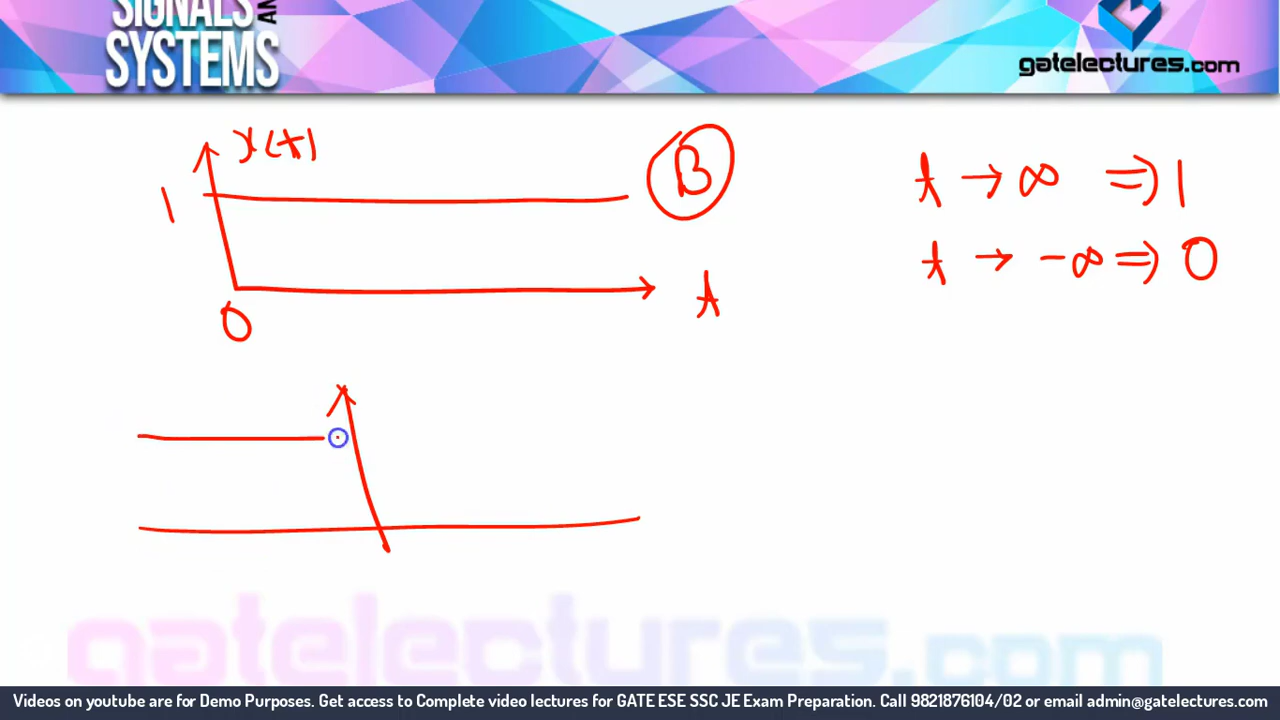 SIGNALS AND
SYSTEMS
gatelectures.com
x(t)
B
1
t
0
t → ∞ ⇒ 1
t → -∞ ⇒ 0
gatelectures.com
Videos on youtube are for Demo Purposes. Get access to Complete video lectures for GATE ESE SSC JE Exam Preparation. Call 9821876104/02 or email admin@gatelectures.com